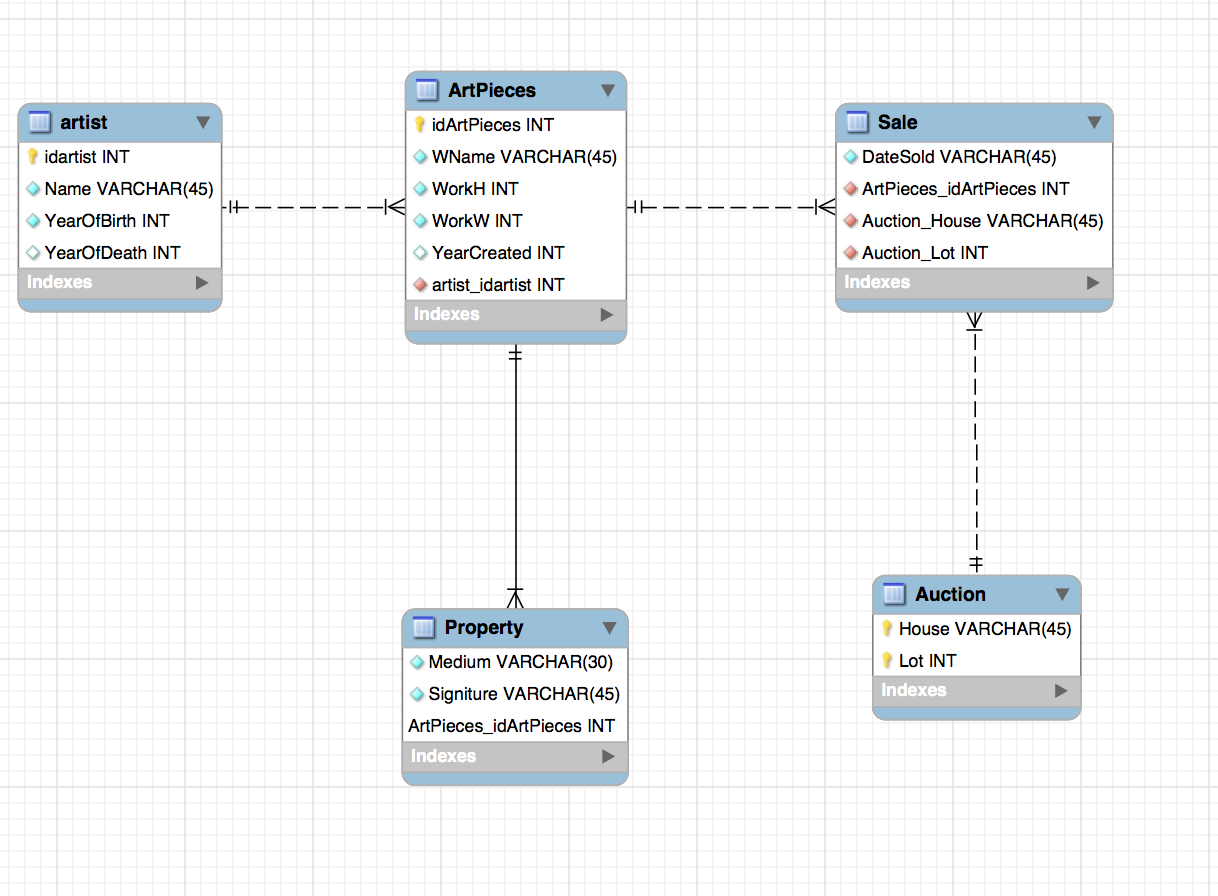 artist
idartist INT
Name VARCHAR(45)
YearOfBirth INT
YearOfDeath INT
Indexes
ArtPieces
idArtPieces INT
WName VARCHAR(45)
WorkH INT
WorkW INT
YearCreated INT
artist_idartist INT
Indexes
Sale
DateSold VARCHAR(45)
ArtPieces_idArtPieces INT
Auction_House VARCHAR(45)
Auction_Lot INT
Indexes
Property
Medium VARCHAR(30)
Signiture VARCHAR(45)
ArtPieces_idArtPieces INT
Indexes
Auction
House VARCHAR(45)
Lot INT
Indexes